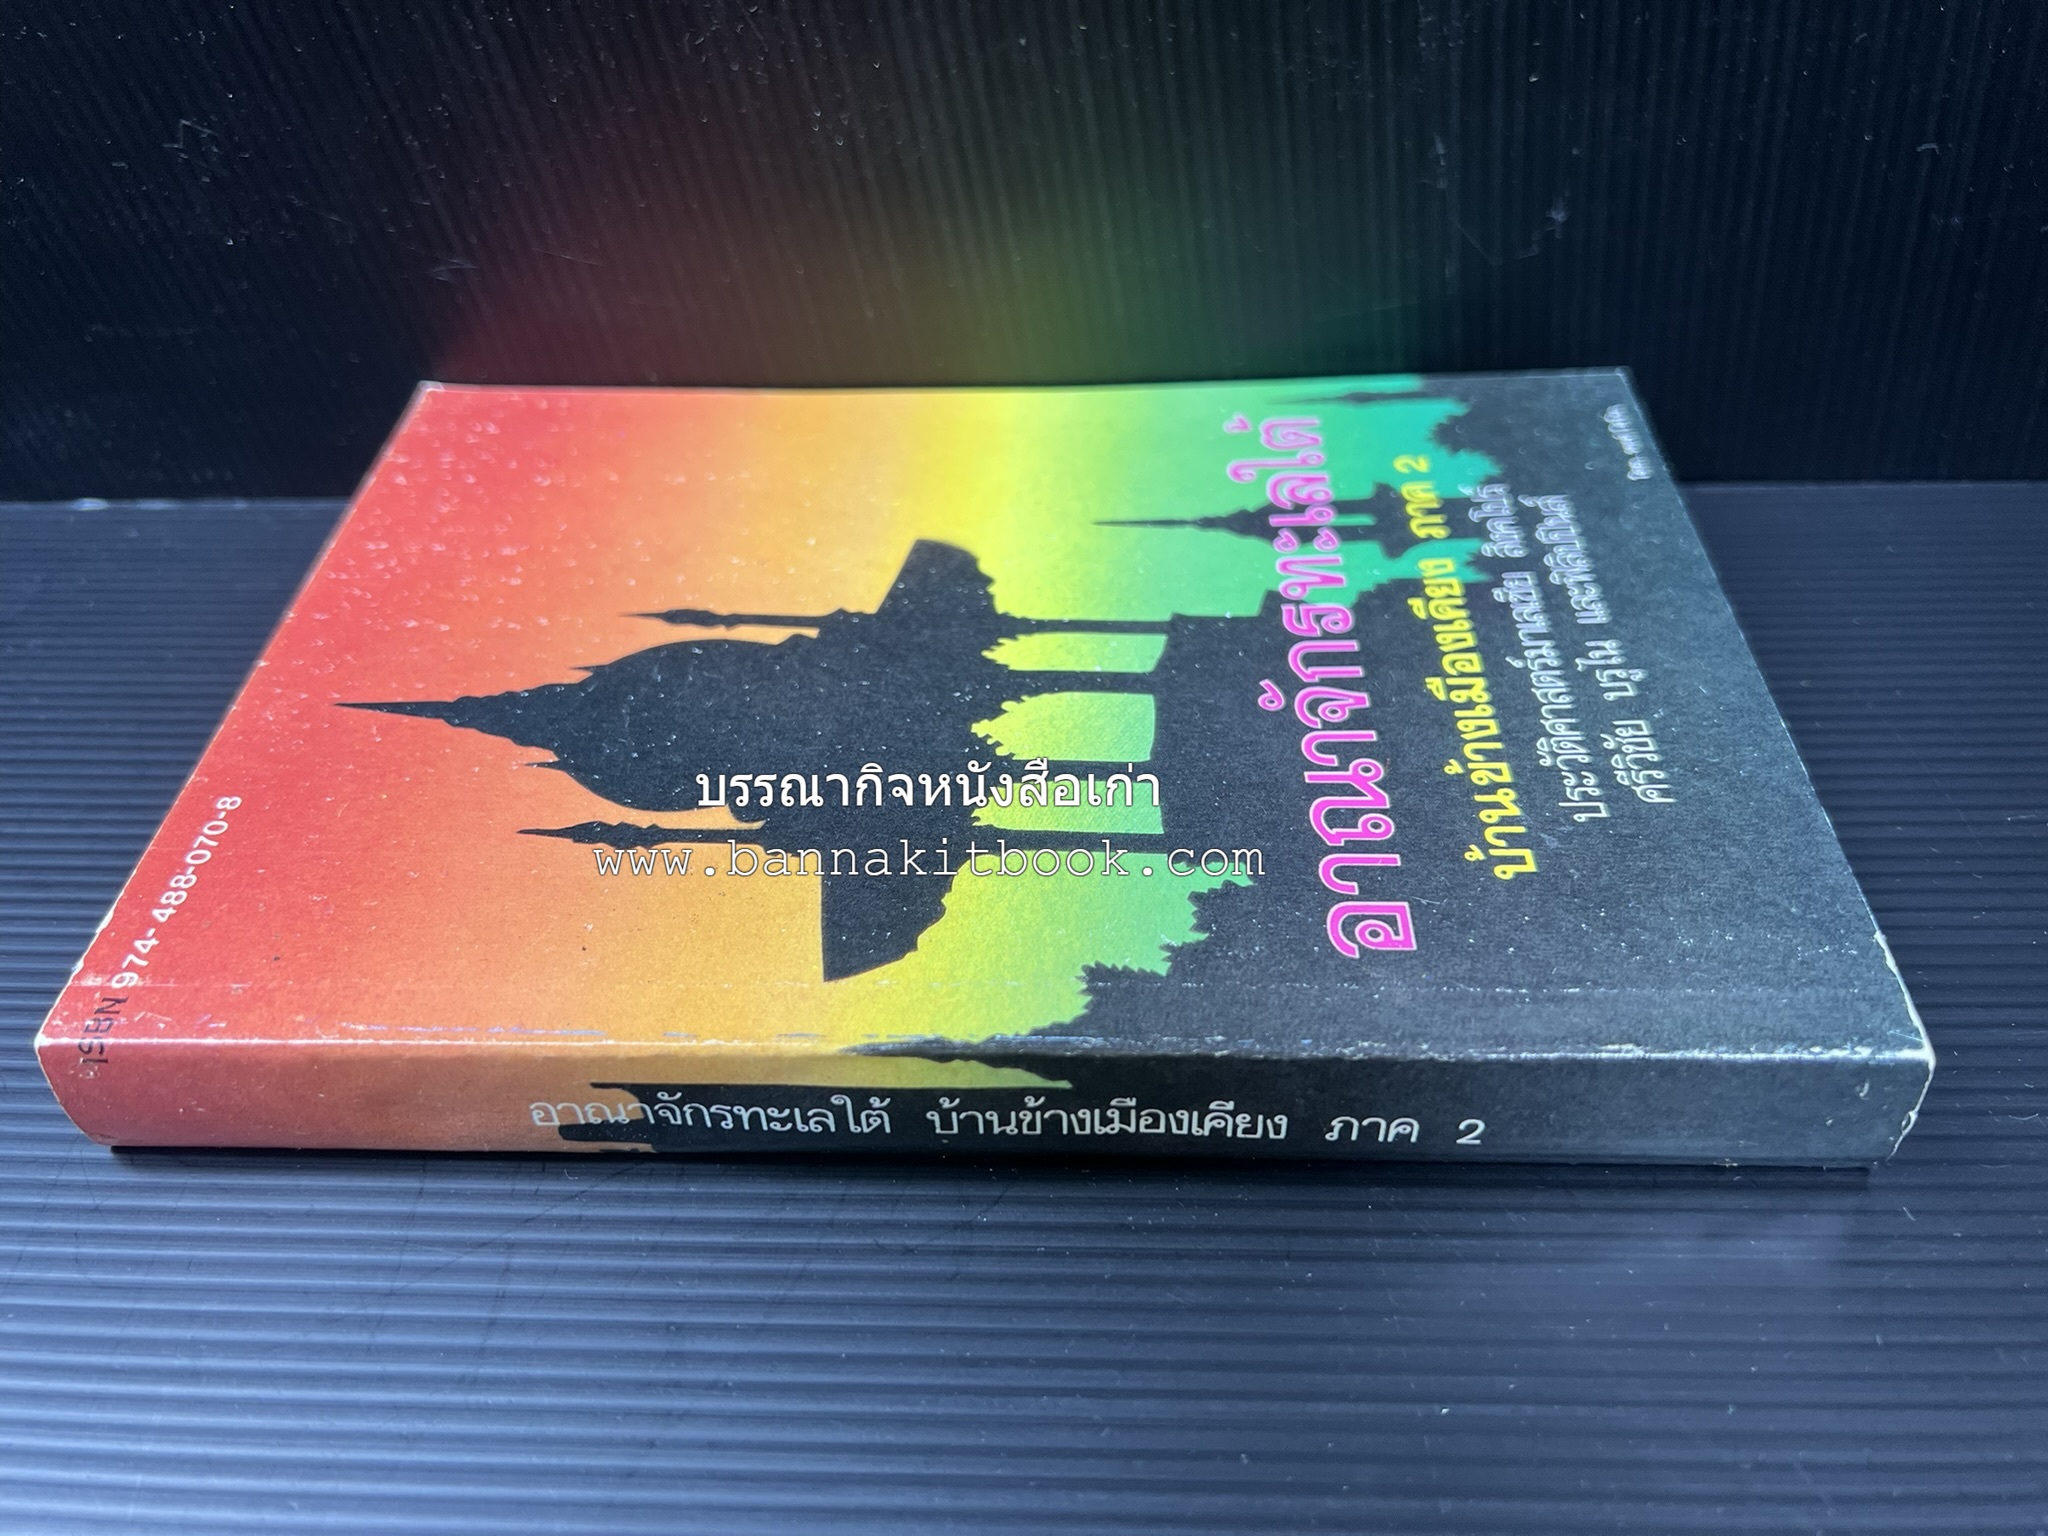 อาณาจักรทะเลใต้
บ้านข้างเมืองเคียง ภาค 2
ประวัติศาสตร์มาเลเซีย สิงคโปร์
ศรีวิชัย บรูไน และฟิลิปปินส์
ISBN 974-488-070-8
บรรณากิจหนังสือเก่า
www.bannakitbook.com
อาณาจักรทะเลใต้ บ้านข้างเมืองเคียง ภาค 2